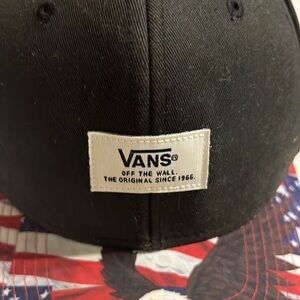 VANS®
OFF THE WALL.
THE ORIGINAL SINCE 1966.